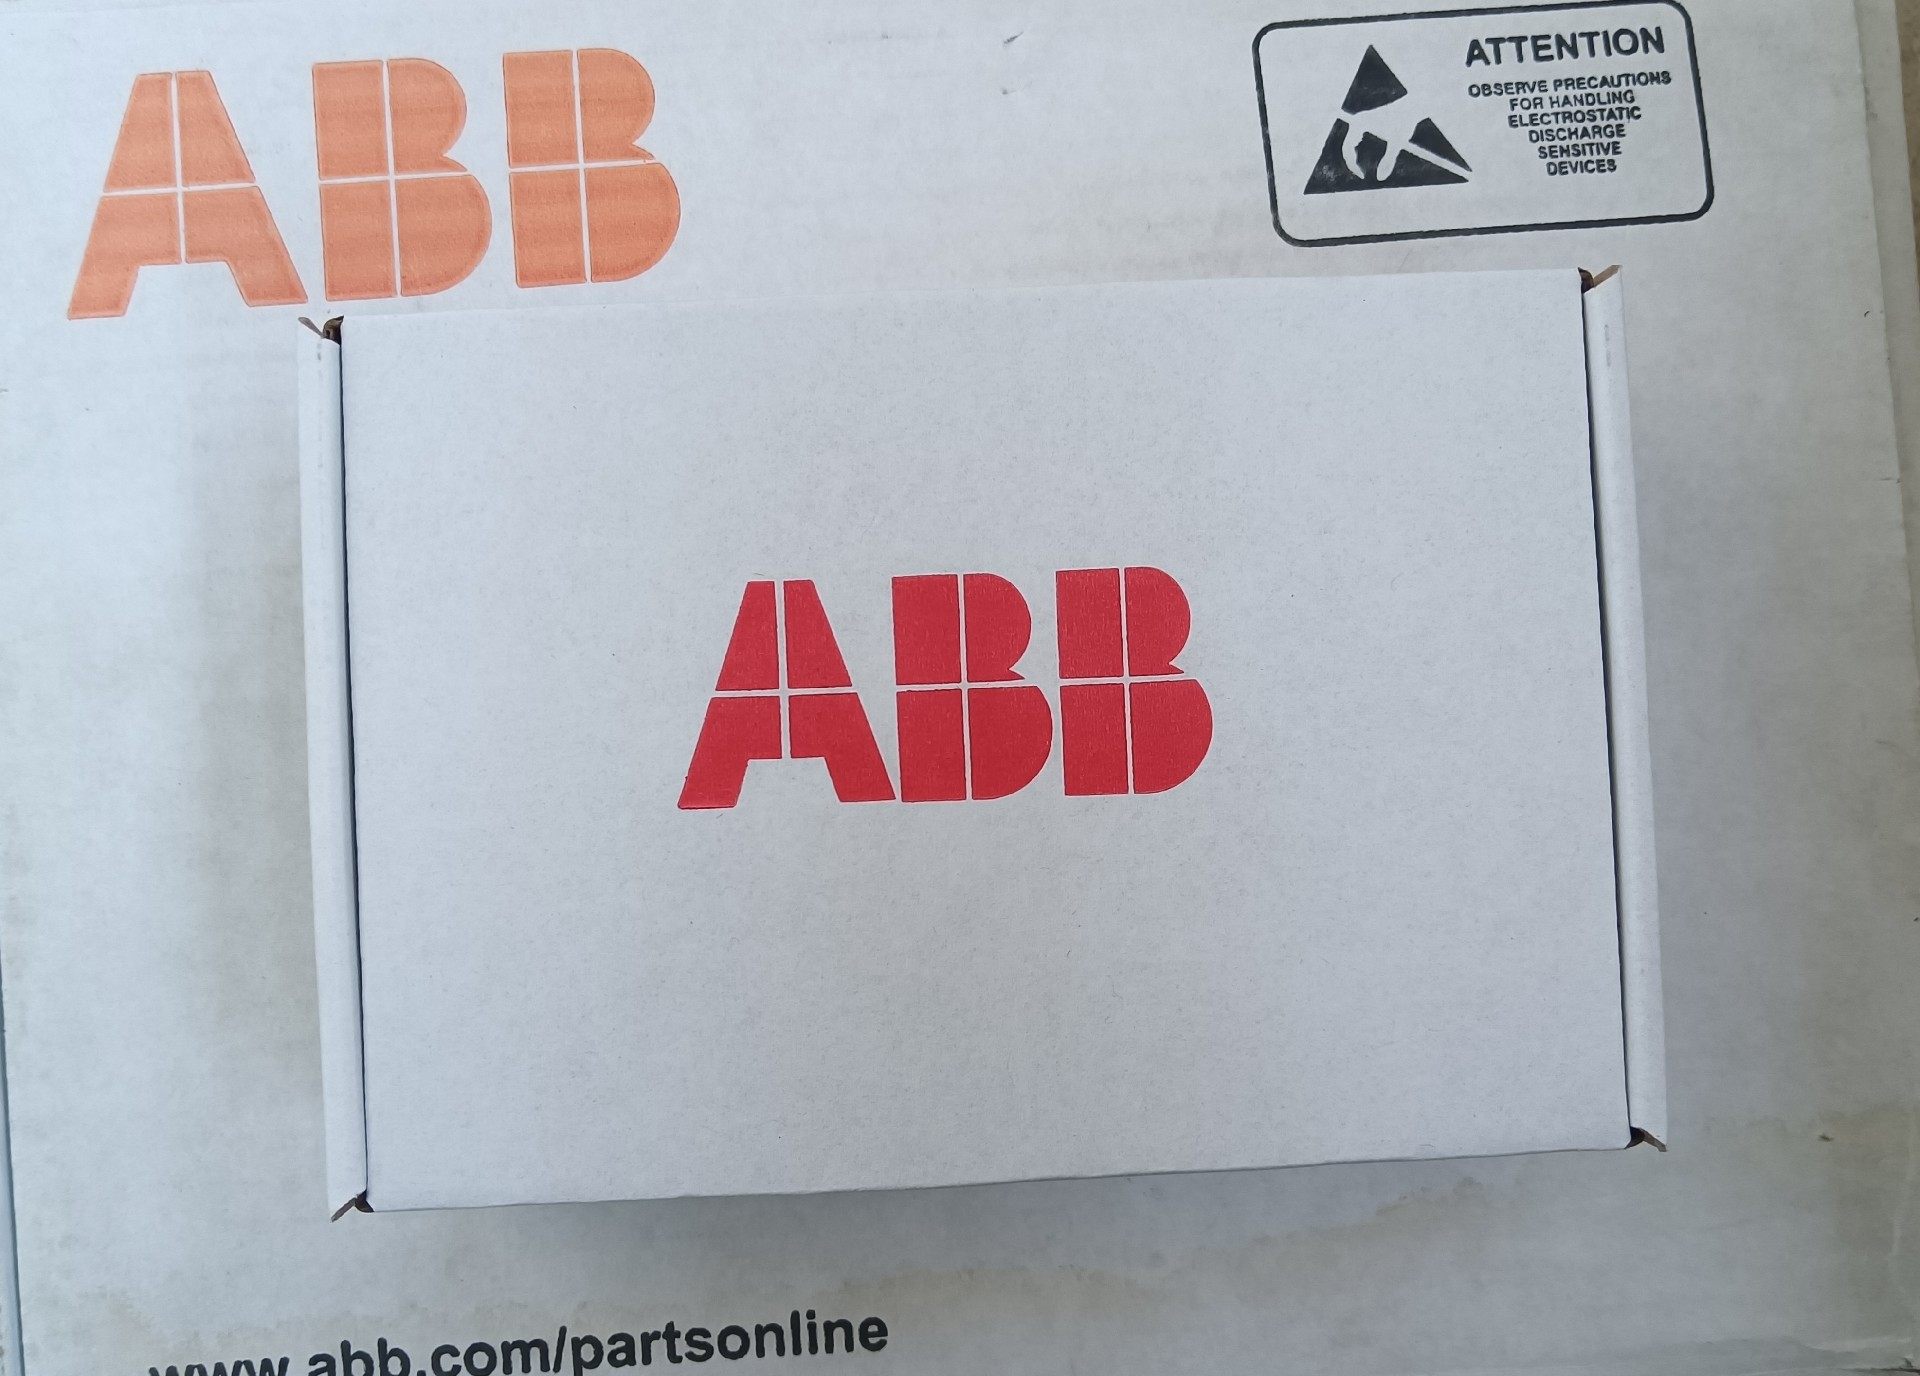 ABB
ATTENTION
OBSERVE PRECAUTIONS
FOR HANDLING
ELECTROSTATIC
DISCHARGE
SENSITIVE
DEVICES
ABB
www.abb.com/partsonline